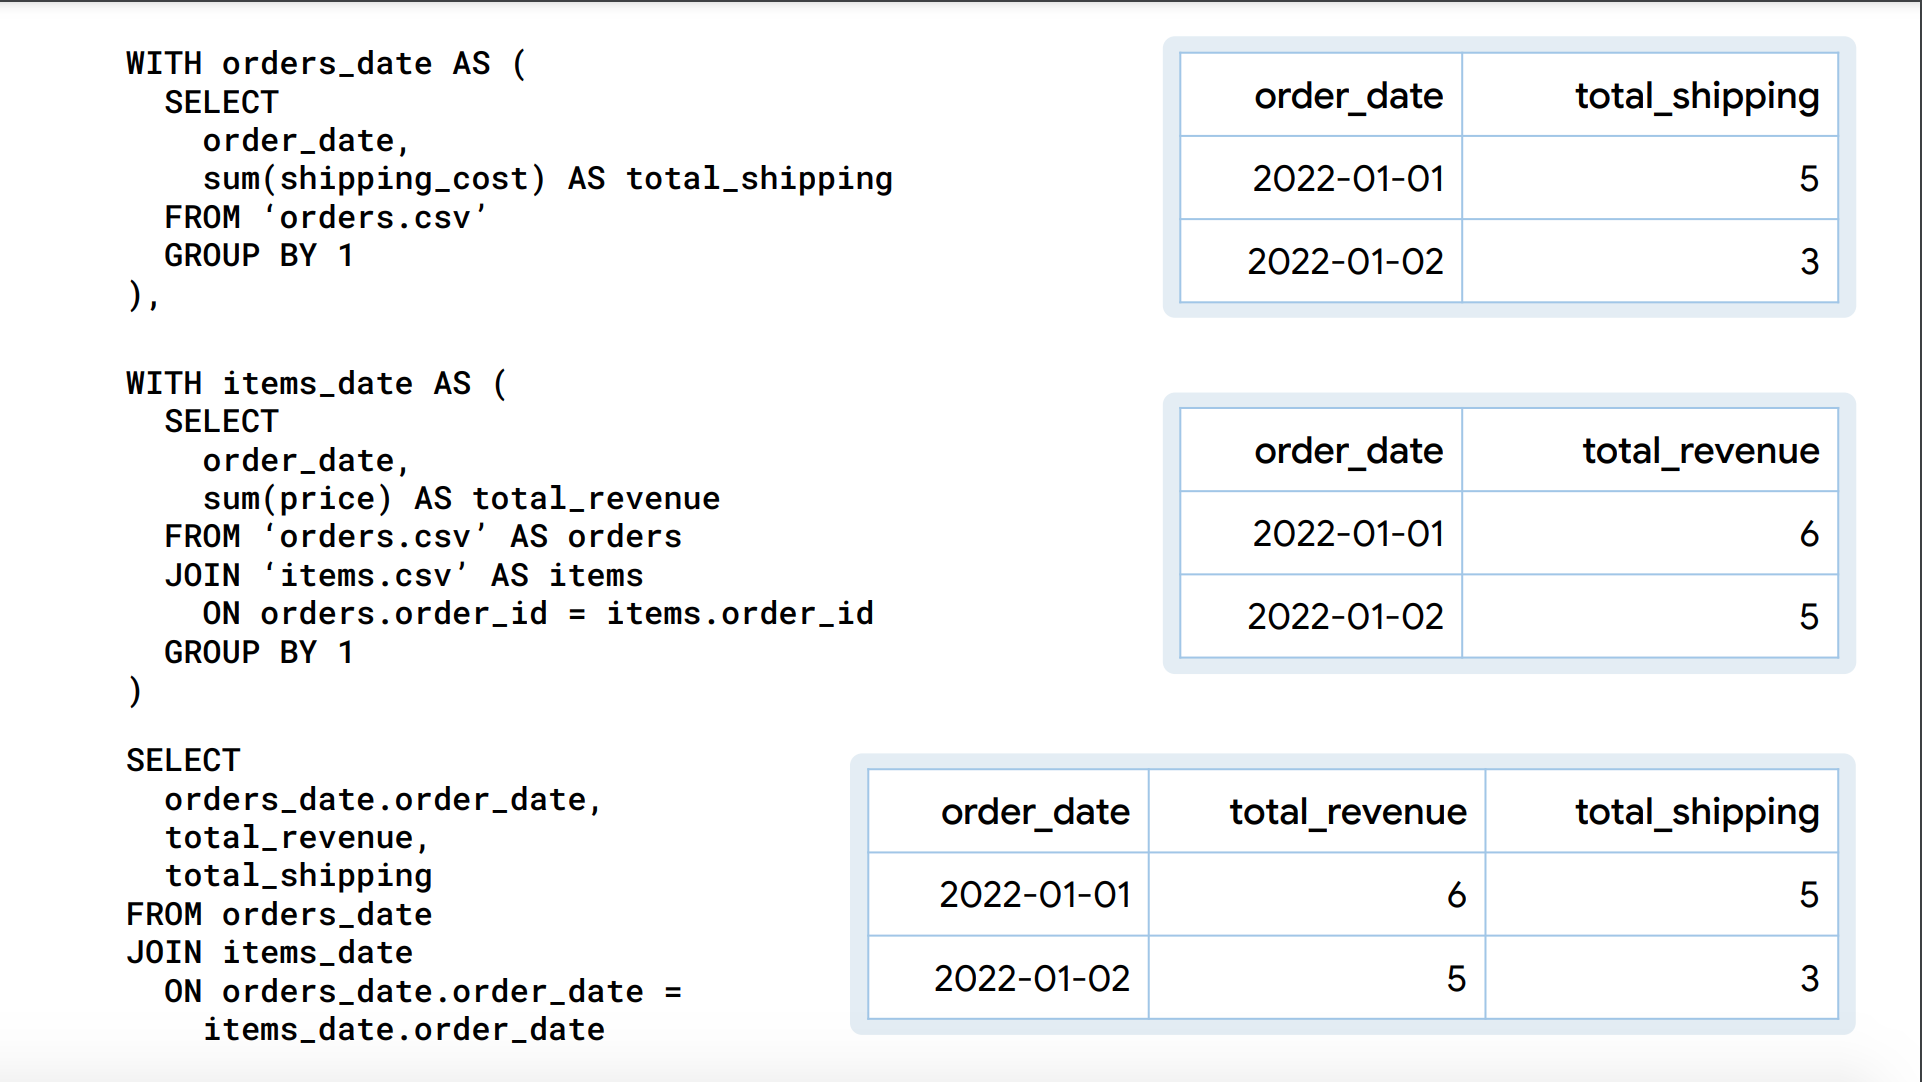 WITH orders_date AS (
  SELECT
    order_date,
    sum(shipping_cost) AS total_shipping
  FROM ‘orders.csv’
  GROUP BY 1
),
order_date total_shipping
2022-01-01 5
2022-01-02 3
WITH items_date AS (
  SELECT
    order_date,
    sum(price) AS total_revenue
  FROM ‘orders.csv’ AS orders
  JOIN ‘items.csv’ AS items
    ON orders.order_id = items.order_id
  GROUP BY 1
)
order_date total_revenue
2022-01-01 6
2022-01-02 5
SELECT
  orders_date.order_date,
  total_revenue,
  total_shipping
FROM orders_date
JOIN items_date
  ON orders_date.order_date =
    items_date.order_date
order_date total_revenue total_shipping
2022-01-01 6 5
2022-01-02 5 3